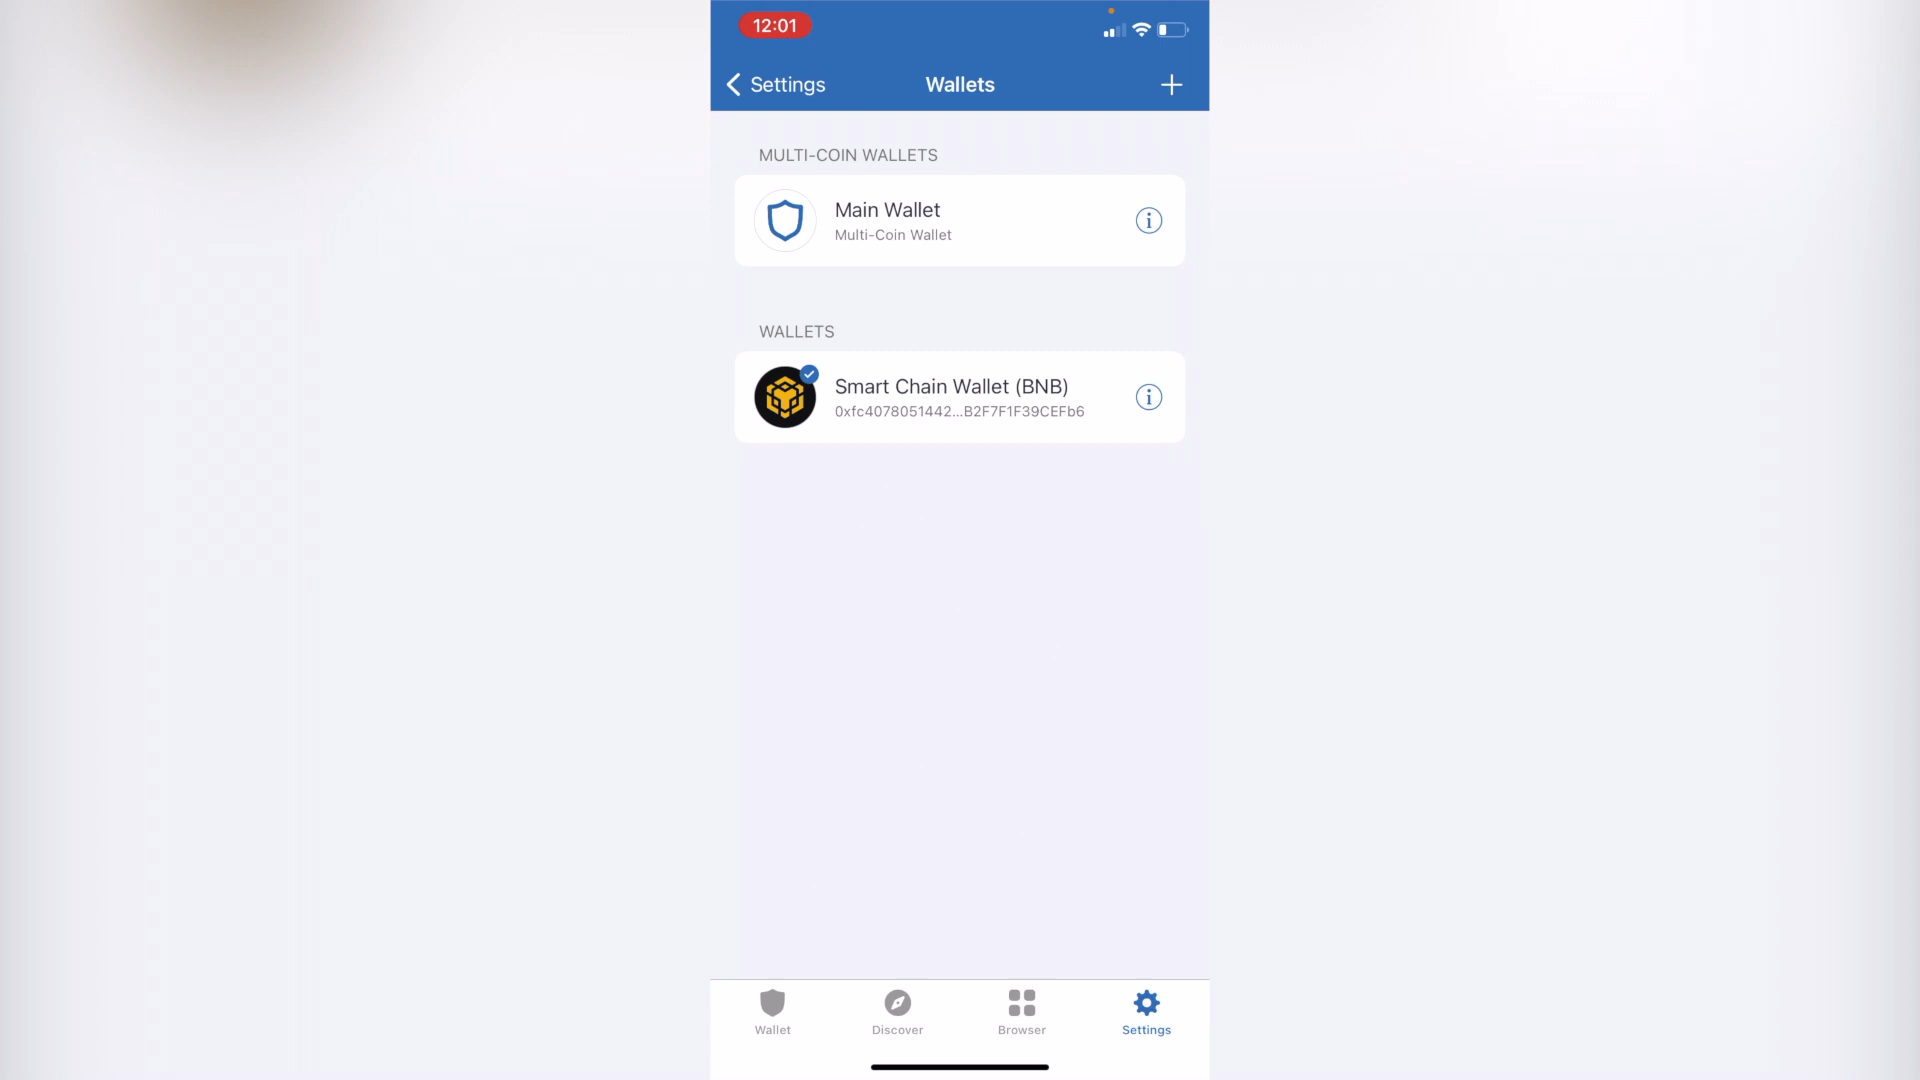 12:01
Settings
Wallets
MULTI-COIN WALLETS
Main Wallet
Multi-Coin Wallet
WALLETS
Smart Chain Wallet (BNB)
0xfc4078051442...B2F7F1F39CEFb6
Wallet
Discover
Browser
Settings